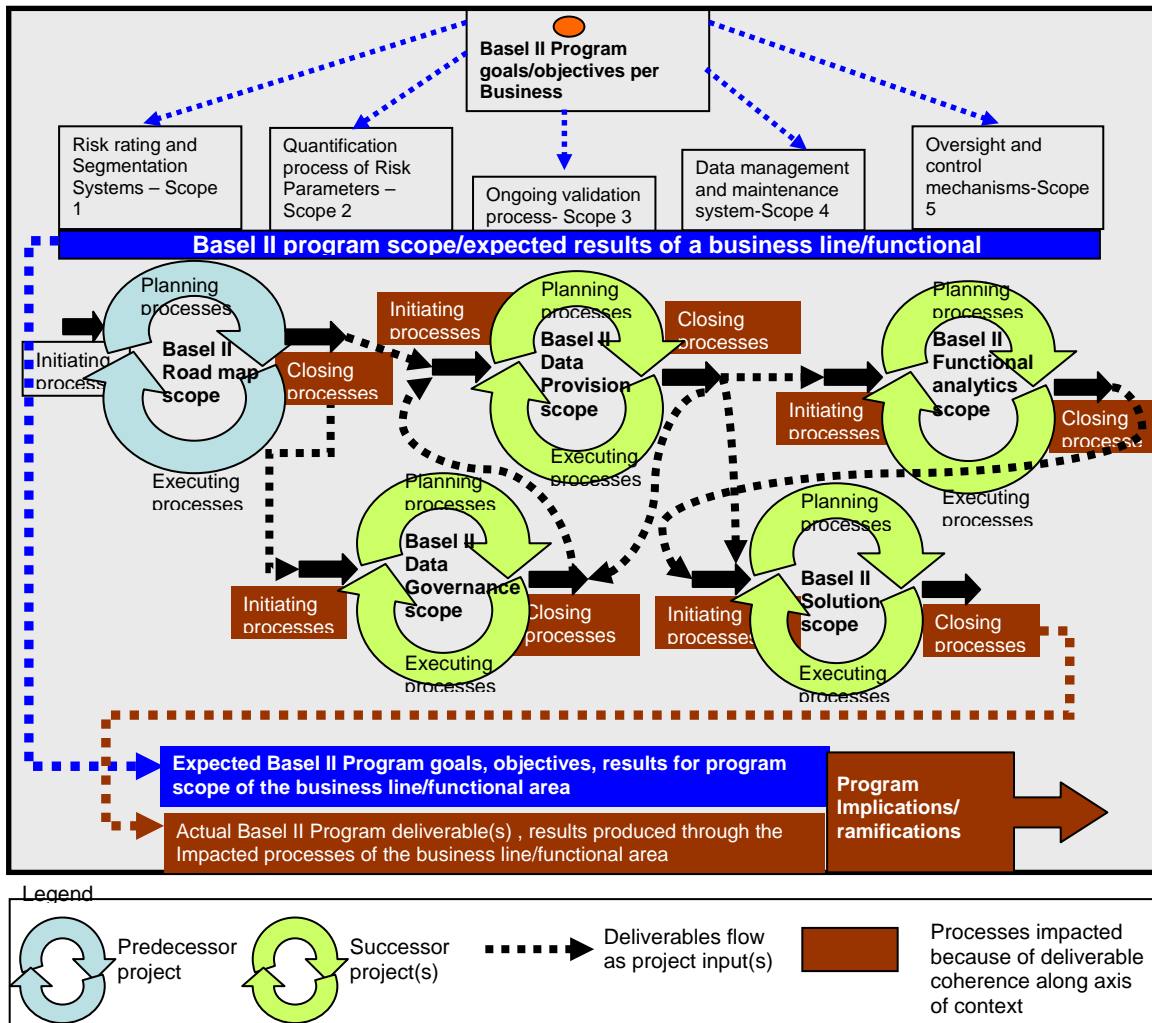 Basel II Program
goals/objectives per
Business
Risk rating and
Segmentation
Systems – Scope
1
Quantification
process of Risk
Parameters –
Scope 2
Ongoing validation
process- Scope 3
Data management
and maintenance
system-Scope 4
Oversight and
control
mechanisms-Scope
5
Basel II program scope/expected results of a business line/functional
Planning
processes
Initiating
process
Basel II
Road map
scope
Closing
processes
Executing
processes
Initiating
processes
Planning
processes
Basel II
Data
Provision
scope
Closing
processes
Executing
processes
Planning
processes
Initiating
processes
Basel II
Functional
analytics
scope
Closing
processe
Executing
processes
Planning
processes
Initiating
processes
Basel II
Data
Governance
scope
Closing
processes
Executing
processes
Planning
processes
Initiating
processes
Basel II
Solution
scope
Closing
processes
Executing
processes
Expected Basel II Program goals, objectives, results for program
scope of the business line/functional area
Actual Basel II Program deliverable(s) , results produced through the
Impacted processes of the business line/functional area
Program
Implications/
ramifications
Legend
Predecessor
project
Successor
project(s)
Deliverables flow
as project input(s)
Processes impacted
because of deliverable
coherence along axis
of context